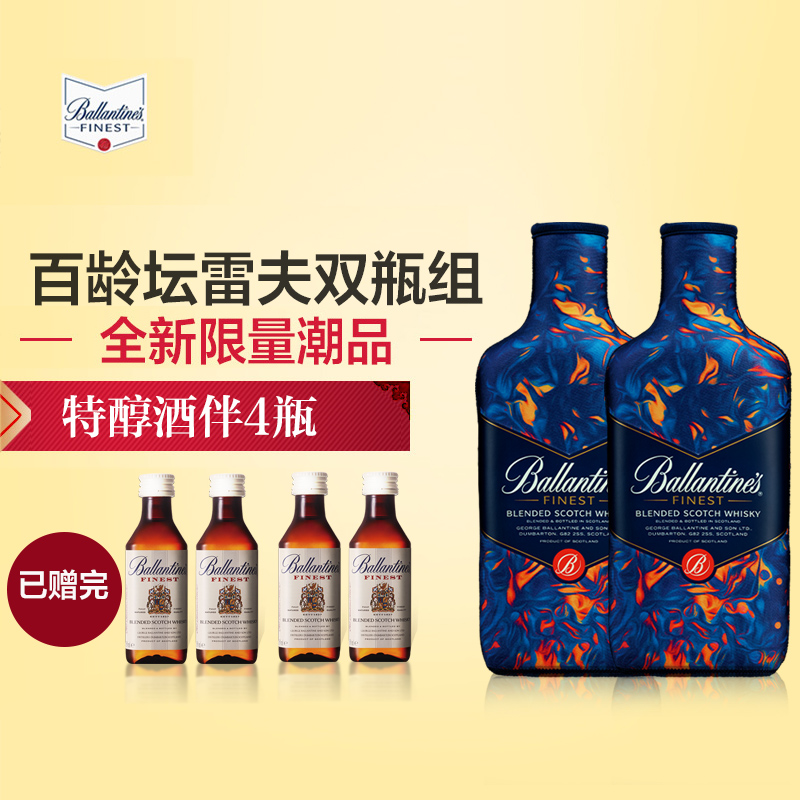 Ballantine's
FINEST
百龄坛雷夫双瓶组
全新限量潮品
特醇酒伴4瓶
已赠完
Ballantine's
FINEST
BLENDED SCOTCH WHISKY
Ballantine's
FINEST
BLENDED SCOTCH WHISKY
Ballantine's
FINEST
BLENDED SCOTCH WHISKY
Ballantine's
FINEST
BLENDED SCOTCH WHISKY
Ballantine's
FINEST
BLENDED SCOTCH WH
BLENDED & BOTTLED IN SCOTLAND
GEORGE BALLANTINE AND SON
DUMBARTON, G82 2SS, SCOTL
PRODUCT OF SCOTLAND
B
Ballantine's
FINEST
BLENDED SCOTCH WHISKY
BLENDED & BOTTLED IN SCOTLAND
GEORGE BALLANTINE AND SON LTD.,
DUMBARTON, G82 2SS, SCOTLAND
PRODUCT OF SCOTLAND
B